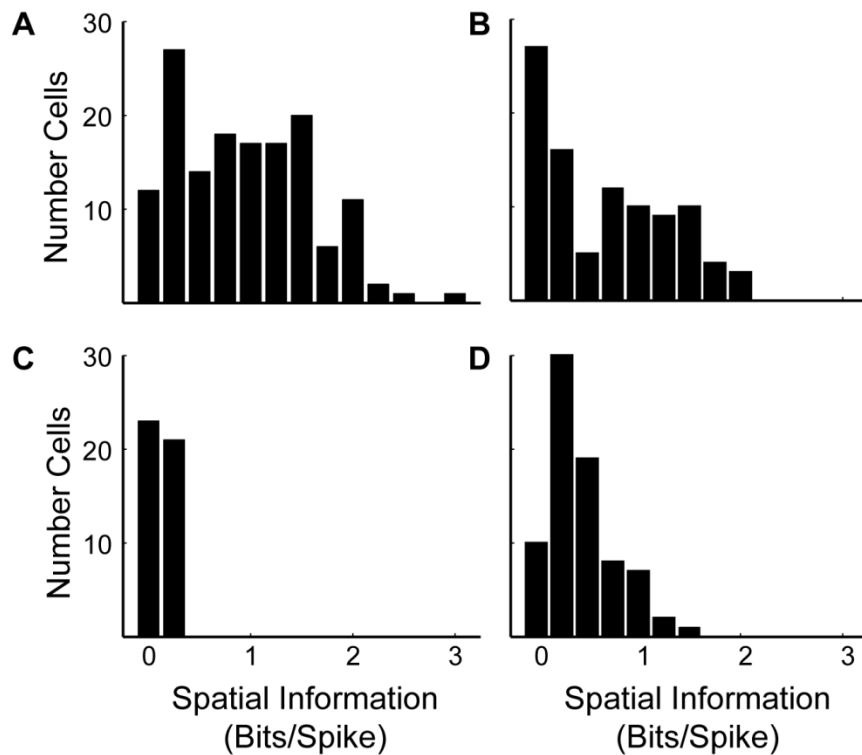 A
B
30
20
10
Number Cells
C
D
30
20
10
Number Cells
0 1 2 3
0 1 2 3
Spatial Information
(Bits/Spike)
Spatial Information
(Bits/Spike)